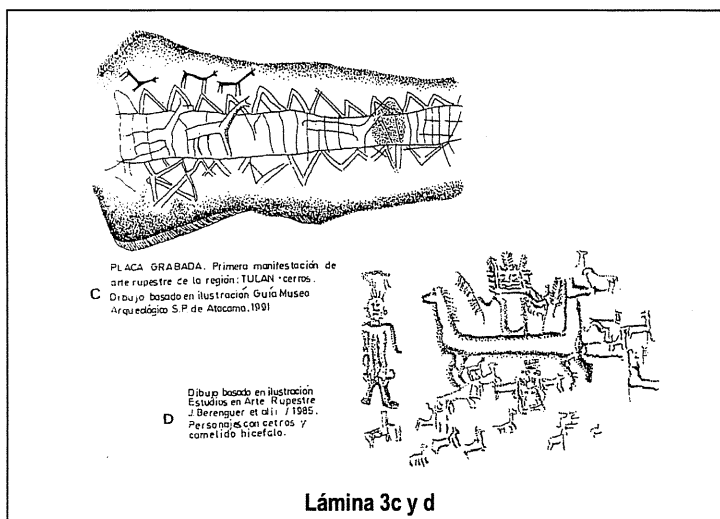 PLACA GRABADA. Primera manifestación de
arte rupestre de la región: TULAN - cerros.
C Dibujo basado en ilustración Guía Museo
Arqueológico S.P. de Atacama. 1991
Dibujo basado en ilustración
Estudios en Arte Rupestre
D J. Berenguer et alii / 1985.
Personajes con cetros y
camelido bicefalo.
Lámina 3c y d